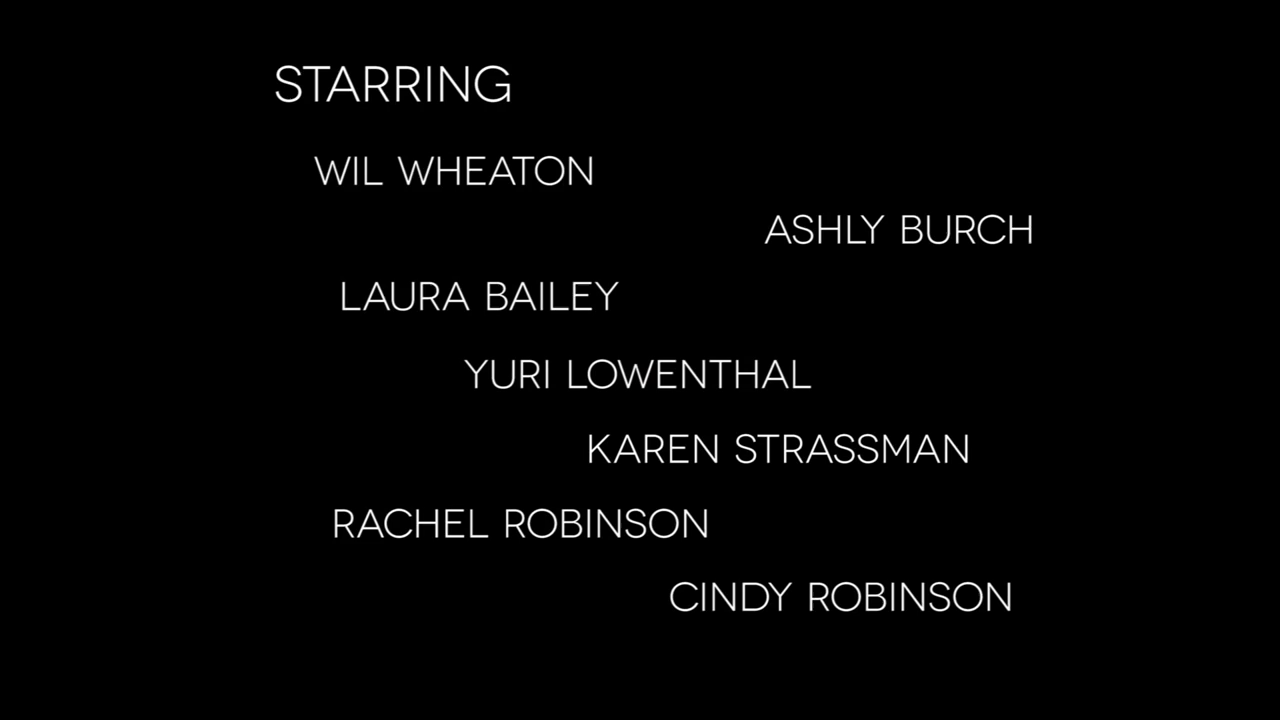 STARRING
WIL WHEATON
ASHLY BURCH
LAURA BAILEY
YURI LOWENTHAL
KAREN STRASSMAN
RACHEL ROBINSON
CINDY ROBINSON